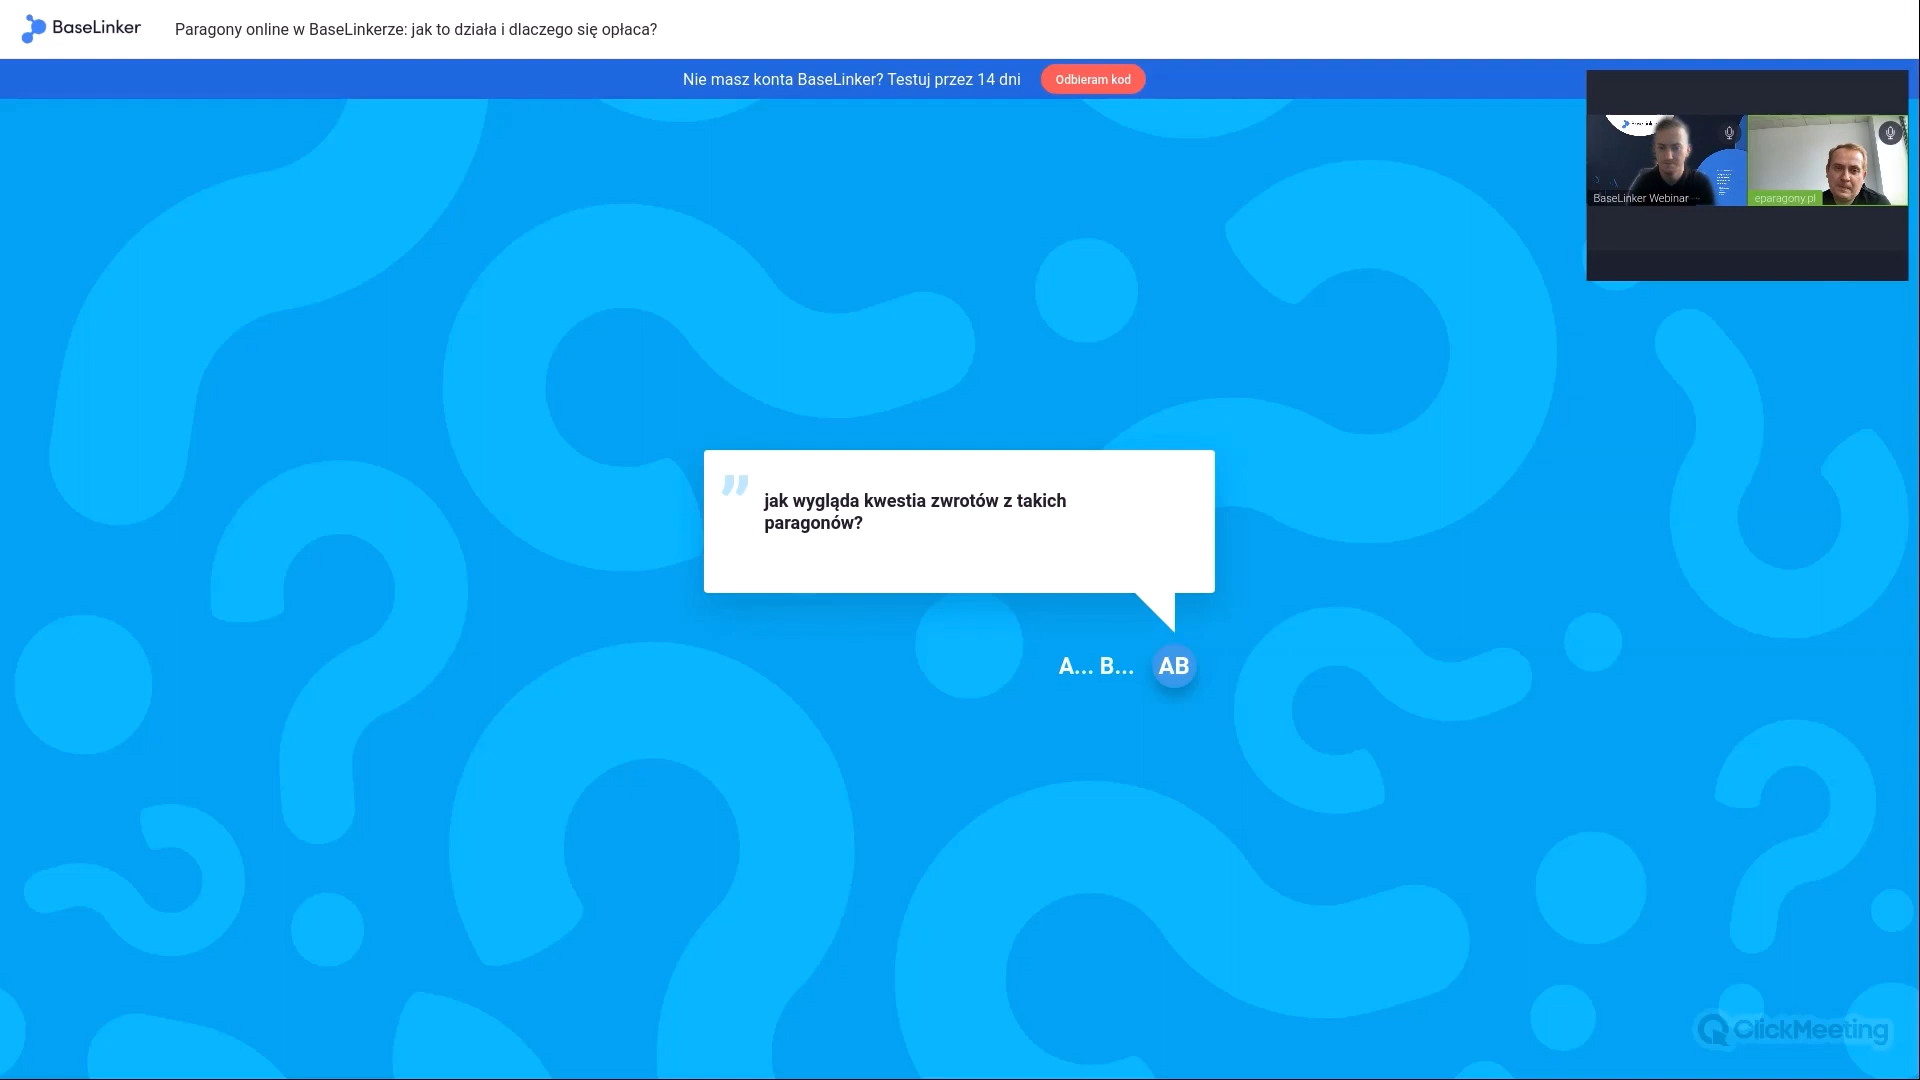 BaseLinker
Paragony online w BaseLinkerze: jak to działa i dlaczego się opłaca?
Nie masz konta BaseLinker? Testuj przez 14 dni
Odbieram kod
BaseLinker Webinar
eparagony.pl
jak wygląda kwestia zwrotów z takich
paragonów?
A... B...
AB
ClickMeeting